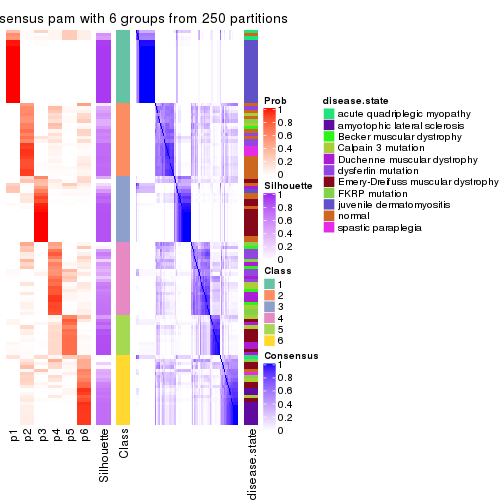 sensus pam with 6 groups from 250 partitions
Prob
1
0.8
0.6
0.4
0.2
0
Silhouette
1
0.8
0.6
0.4
0.2
0
Class
1
2
3
4
5
6
Consensus
1
0.8
0.6
0.4
0.2
0
disease.state
acute quadriplegic myopathy
amyotophic lateral sclerosis
Becker muscular dystrophy
Calpain 3 mutation
Duchenne muscular dystrophy
dysferlin mutation
Emery-Dreifuss muscular dystrophy
FKRP mutation
juvenile dermatomyositis
normal
spastic paraplegia
p1
p2
p3
p4
p5
p6
Silhouette
Class
disease.state